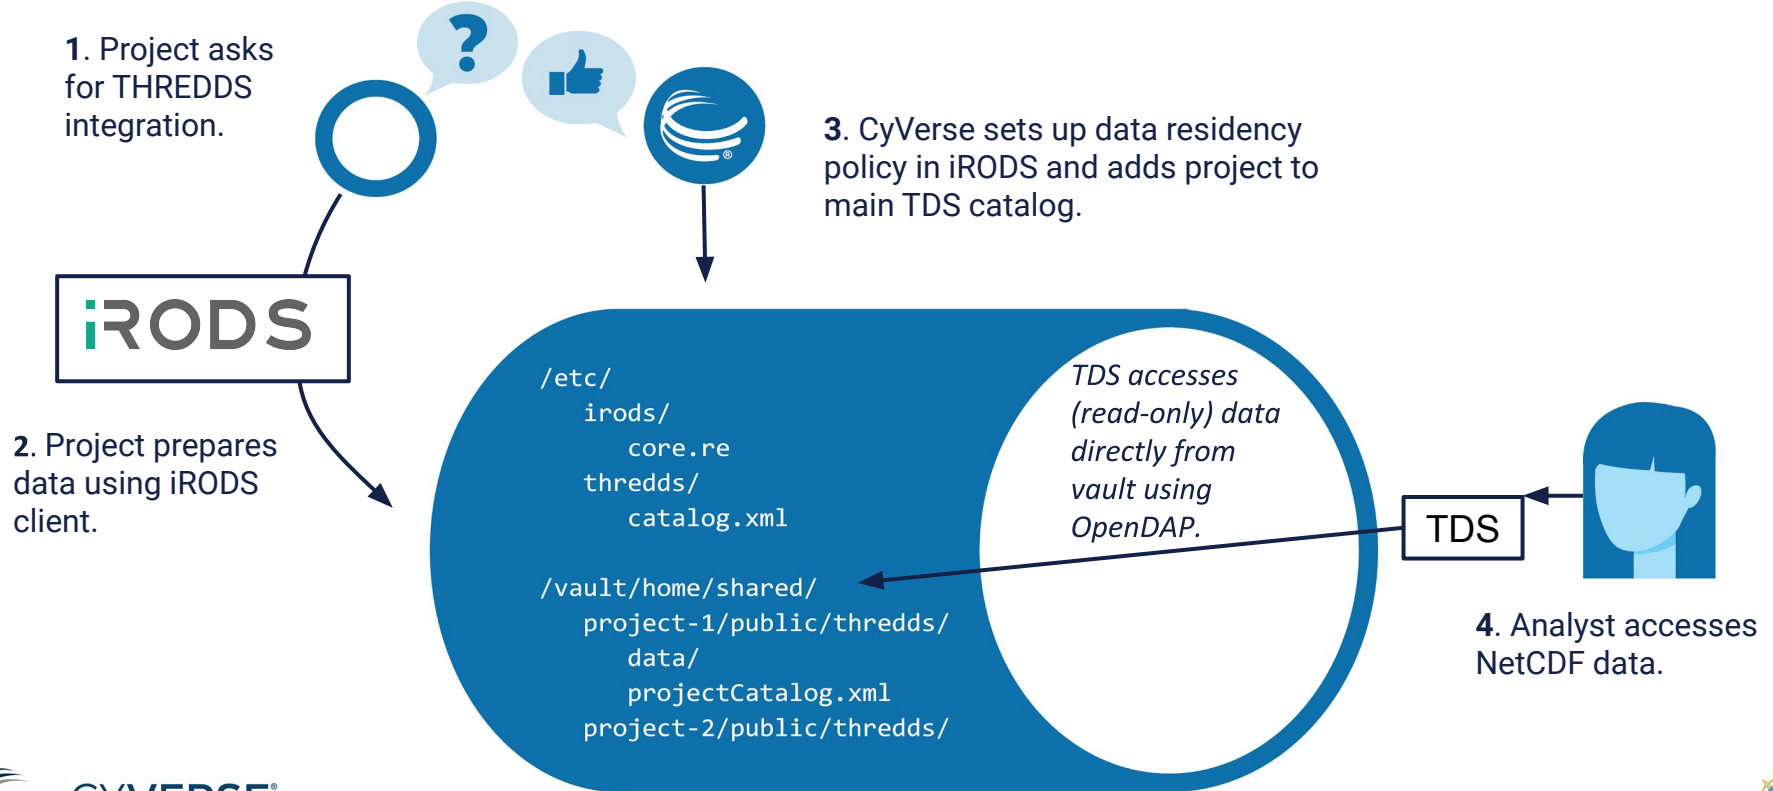 1. Project asks
for THREDDS
integration.
?
®
3. CyVerse sets up data residency
policy in iRODS and adds project to
main TDS catalog.
iRODS
2. Project prepares
data using iRODS
client.
/etc/
irods/
core.re
thredds/
catalog.xml
/vault/home/shared/
project-1/public/thredds/
data/
projectCatalog.xml
project-2/public/thredds/
TDS accesses
(read-only) data
directly from
vault using
OpenDAP.
TDS
4. Analyst accesses
NetCDF data.
CYVERSE®